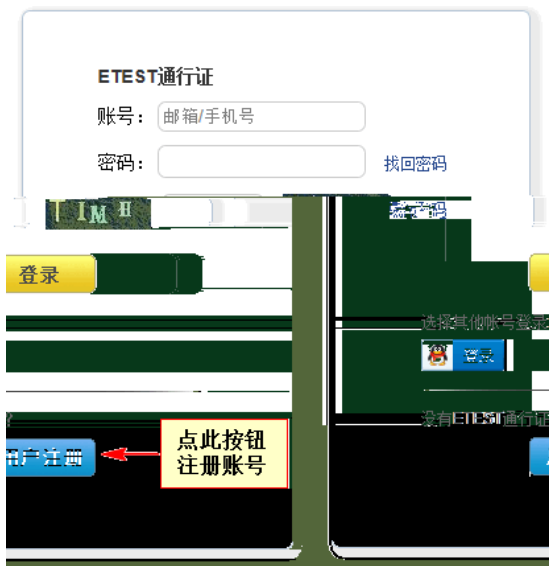 ETEST通行证
账号：
邮箱/手机号
密码：
找回密码
登录
选择其他帐号登录
登录
没有ETEST通行证
用户注册
点此按钮
注册账号